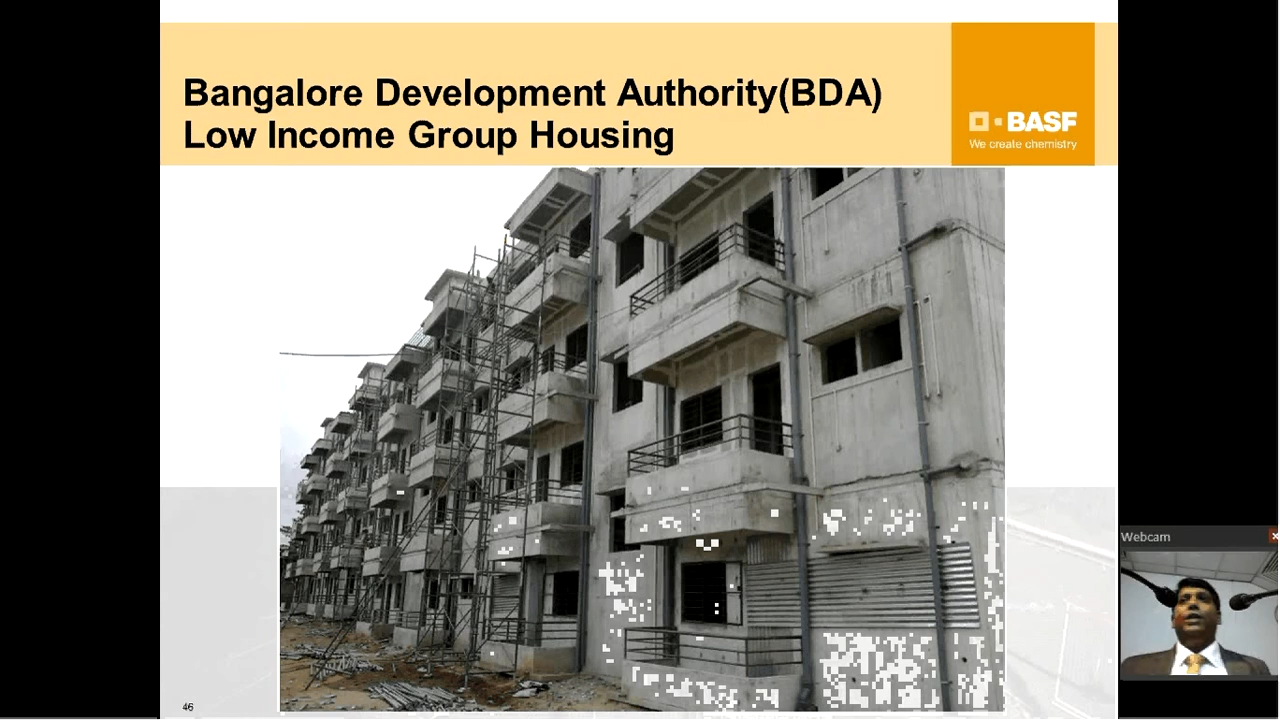 Bangalore Development Authority(BDA)
Low Income Group Housing
BASF
We create chemistry
46
Webcam